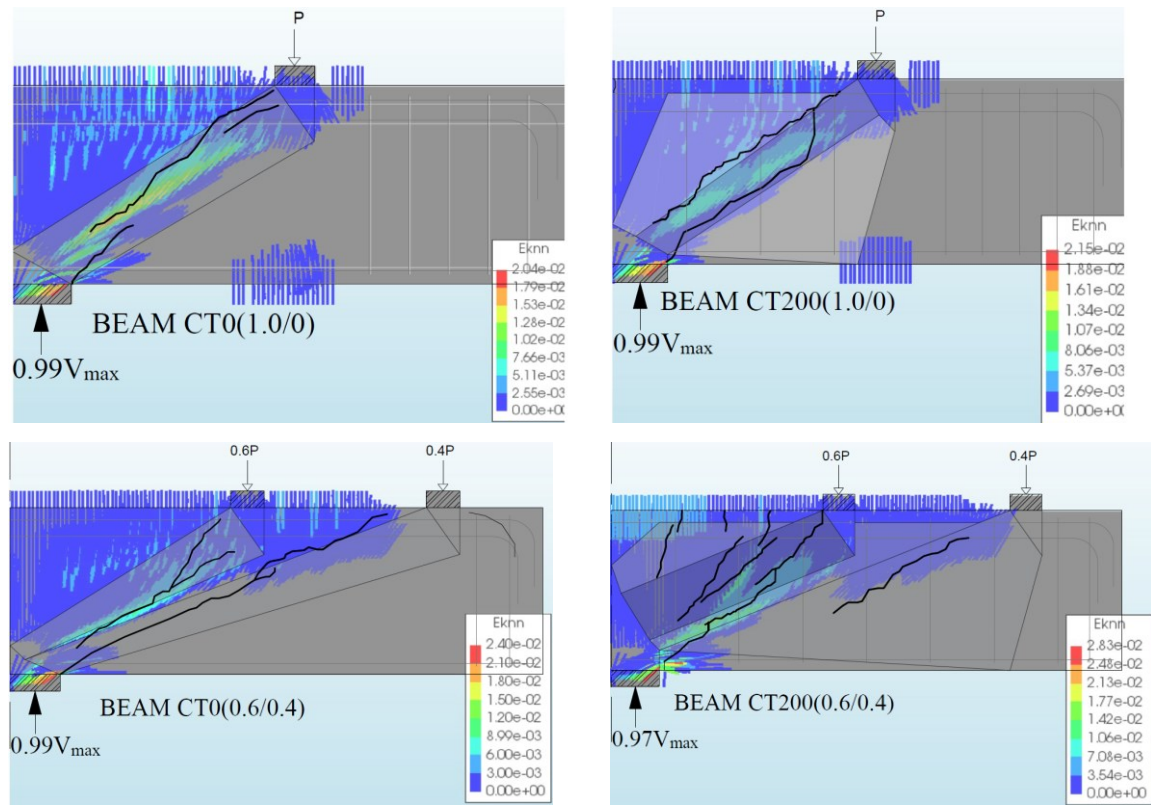 P
Eknn
2.04e-02
1.79e-02
1.53e-02
1.28e-02
1.02e-02
7.66e-03
5.11e-03
2.55e-03
0.00e+00
BEAM CT0(1.0/0)
0.99Vmax
P
Eknn
2.15e-02
1.88e-02
1.61e-02
1.34e-02
1.07e-02
8.06e-03
5.37e-03
2.69e-03
0.00e+00
BEAM CT200(1.0/0)
0.99Vmax
0.6P 0.4P
Eknn
2.40e-02
2.10e-02
1.80e-02
1.50e-02
1.20e-02
8.99e-03
6.00e-03
3.00e-03
0.00e+00
BEAM CT0(0.6/0.4)
0.99Vmax
0.6P 0.4P
Eknn
2.83e-02
2.48e-02
2.13e-02
1.77e-02
1.42e-02
1.06e-02
7.08e-03
3.54e-03
0.00e+00
BEAM CT200(0.6/0.4)
0.97Vmax